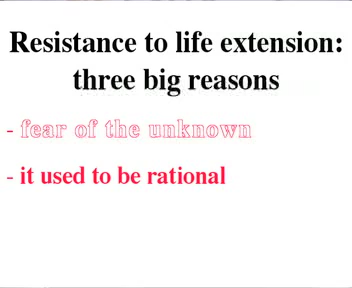 Resistance to life extension:
three big reasons
- fear of the unknown
- it used to be rational